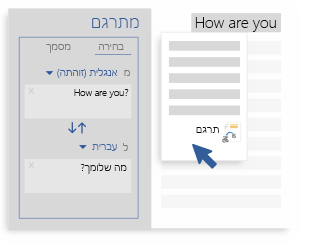 מתרגם
בחירה
מסמך
מ אנגלית (זוהתה)
How are you?
ל עברית
מה שלומך?
How are you
תרגם